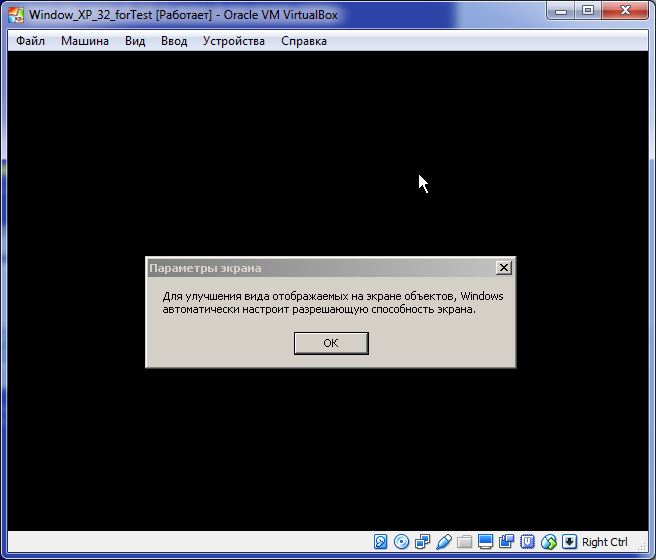 Window_XP_32_forTest [Работает] - Oracle VM VirtualBox
Файл Машина Вид Ввод Устройства Справка
Параметры экрана
Для улучшения вида отображаемых на экране объектов, Windows
автоматически настроит разрешающую способность экрана.
ОК
Right Ctrl